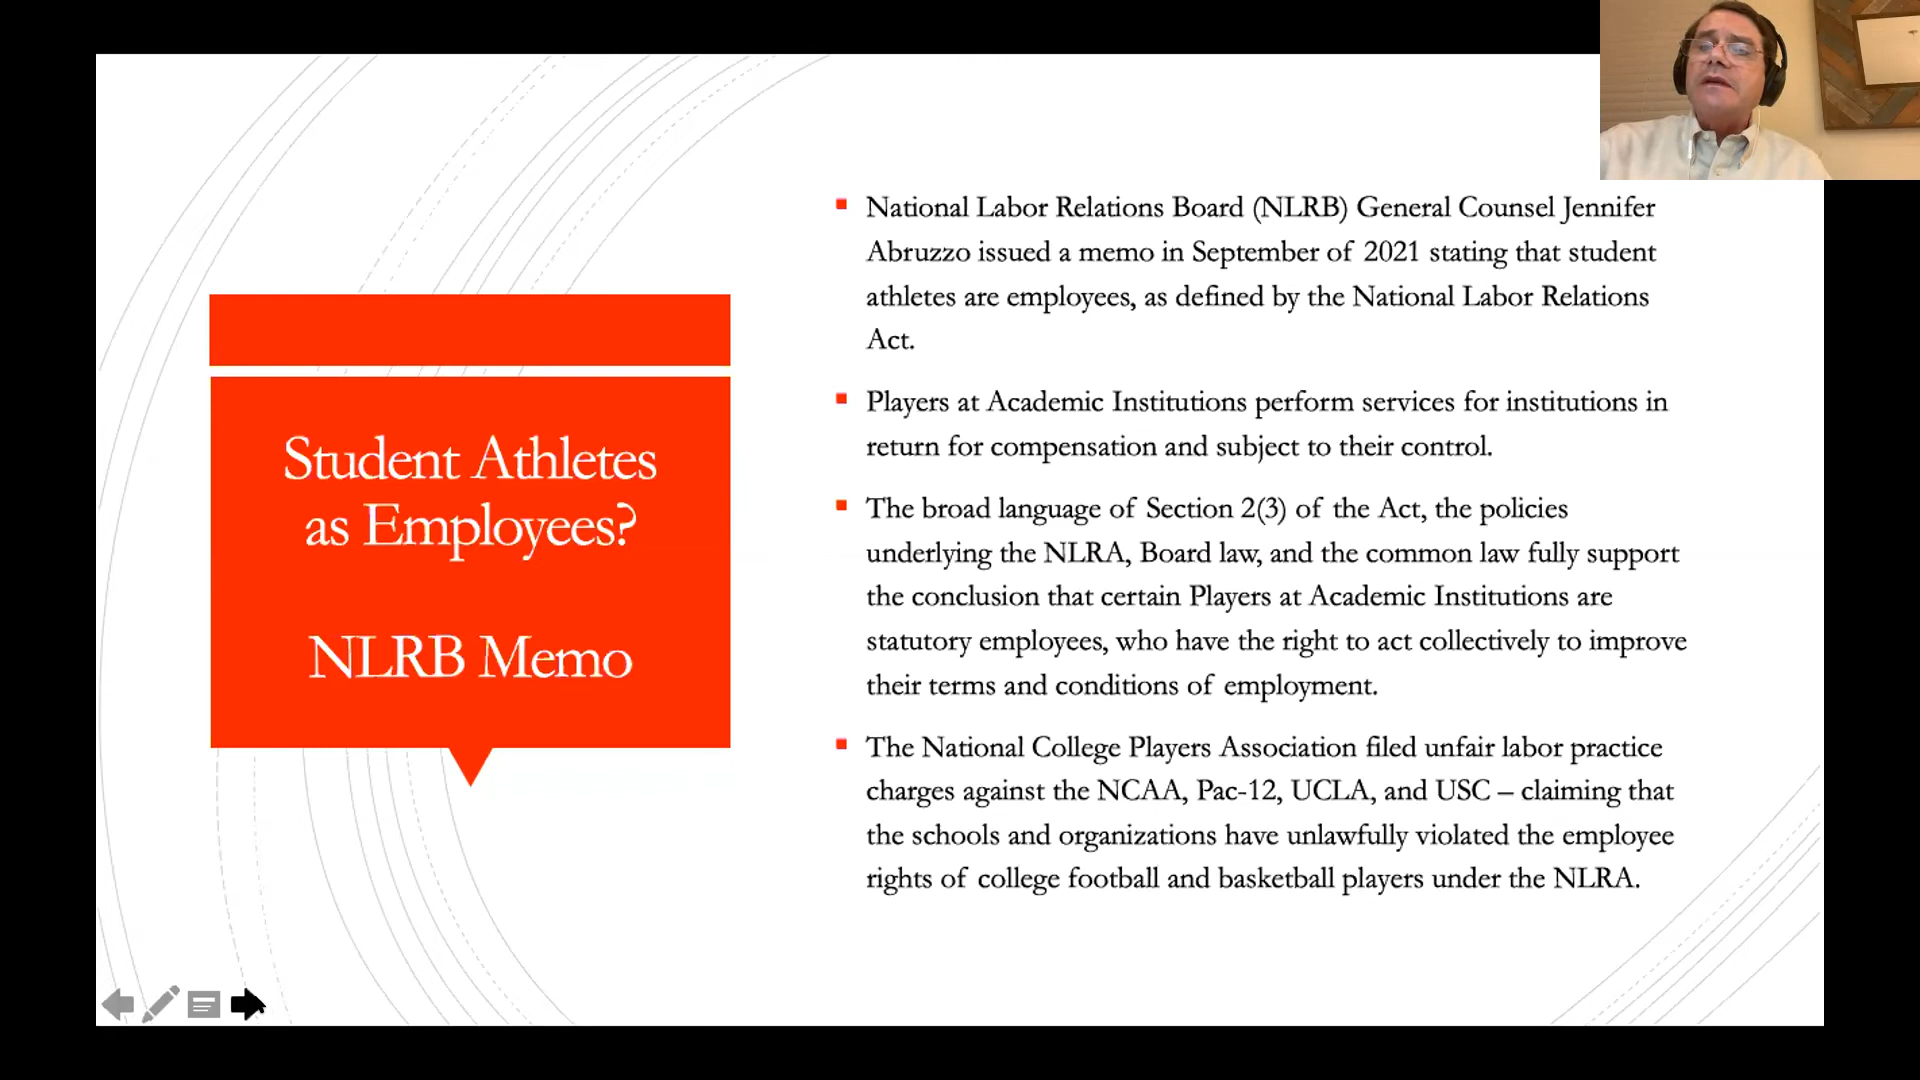 Student Athletes
as Employees?
NLRB Memo
National Labor Relations Board (NLRB) General Counsel Jennifer
Abruzzo issued a memo in September of 2021 stating that student
athletes are employees, as defined by the National Labor Relations
Act.
Players at Academic Institutions perform services for institutions in
return for compensation and subject to their control.
The broad language of Section 2(3) of the Act, the policies
underlying the NLRA, Board law, and the common law fully support
the conclusion that certain Players at Academic Institutions are
statutory employees, who have the right to act collectively to improve
their terms and conditions of employment.
The National College Players Association filed unfair labor practice
charges against the NCAA, Pac-12, UCLA, and USC – claiming that
the schools and organizations have unlawfully violated the employee
rights of college football and basketball players under the NLRA.